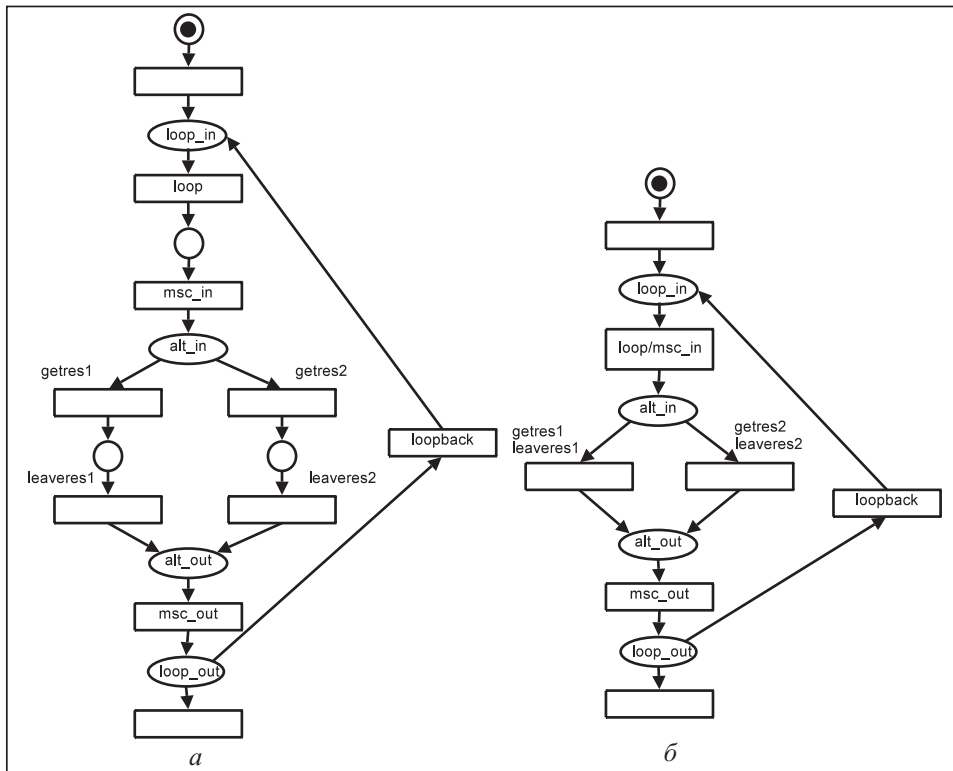 loop_in
loop
msc_in
alt_in
getres1
getres2
loopback
leaveres1
leaveres2
alt_out
msc_out
loop_out
а
loop_in
loop/msc_in
alt_in
getres1
leaveres1
getres2
leaveres2
loopback
alt_out
msc_out
loop_out
б